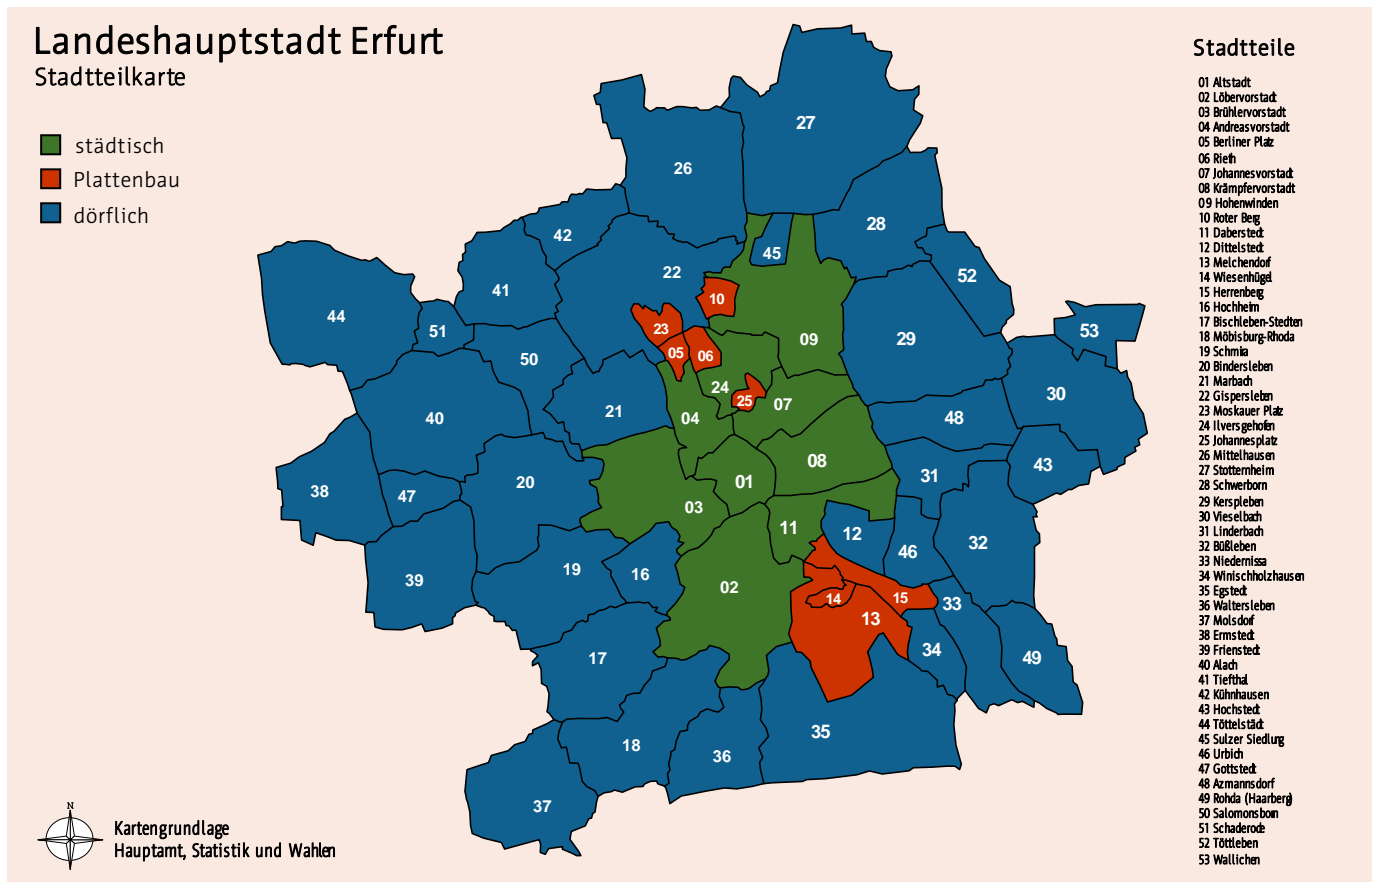 Landeshauptstadt Erfurt
Stadtteilkarte
städtisch
Plattenbau
dörflich
Stadtteile
01 Altstadt
02 Löbervorstadt
03 Brühlervorstadt
04 Andreasvorstadt
05 Berliner Platz
06 Rieth
07 Johannesvorstadt
08 Krämpfervorstadt
09 Hohenwinden
10 Roter Berg
11 Daberstedt
12 Dittelstedt
13 Melchendorf
14 Wiesenhügel
15 Herrenberg
16 Hochheim
17 Bischleben-Stedten
18 Möbisburg-Rhoda
19 Schmira
20 Bindersleben
21 Marbach
22 Gispersleben
23 Moskauer Platz
24 Ilversgehofen
25 Johannesplatz
26 Mittelhausen
27 Stotternheim
28 Schwerborn
29 Kerspleben
30 Vieselbach
31 Linderbach
32 Büßleben
33 Niedernissa
34 Winischholzhausen
35 Egstedt
36 Waltersleben
37 Molsdorf
38 Ermstedt
39 Frienstedt
40 Alach
41 Tiefthal
42 Kühnhausen
43 Hochstedt
44 Töttelstädt
45 Sulzer Siedlung
46 Urbich
47 Gottstedt
48 Azmannsdorf
49 Rohda (Haarberg)
50 Salomonsborn
51 Schaderode
52 Töttleben
53 Wallichen
27
26
28
42
45
22
52
41
10
44
23
51
53
09
29
05
06
50
24
30
25
07
21
04
40
48
08
43
31
01
20
38
47
03
11
12
46
32
19
16
39
02
14
15
33
13
34
17
49
35
18
36
37
N
Kartengrundlage
Hauptamt, Statistik und Wahlen